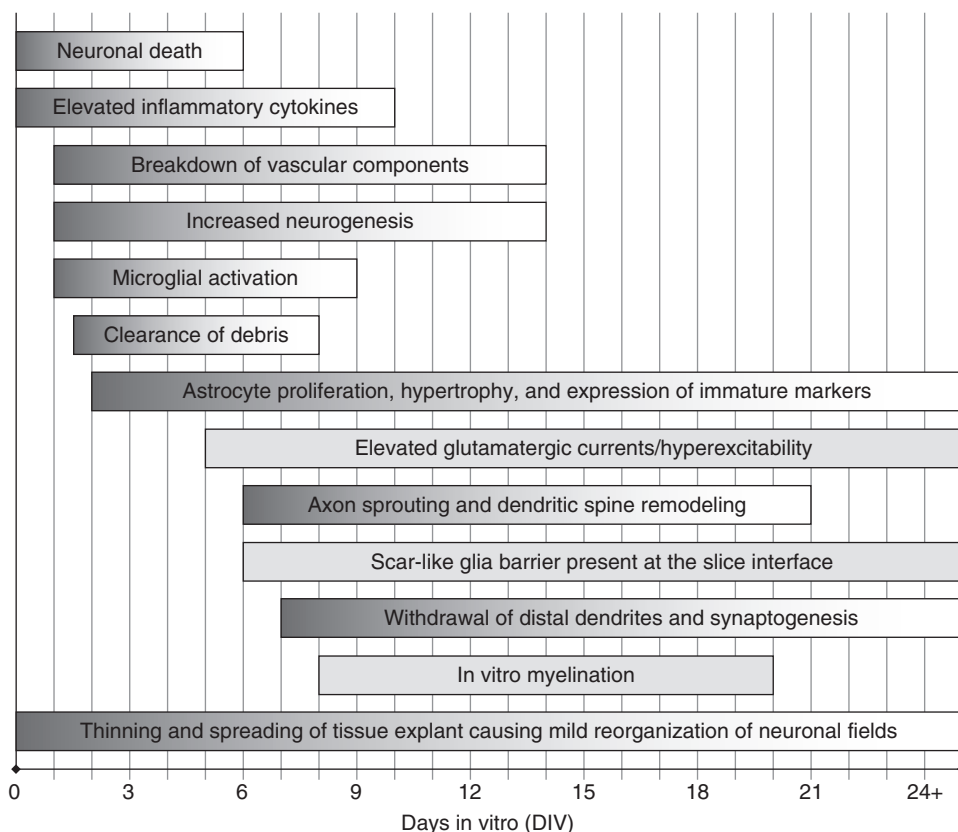 Neuronal death
Elevated inflammatory cytokines
Breakdown of vascular components
Increased neurogenesis
Microglial activation
Clearance of debris
Astrocyte proliferation, hypertrophy, and expression of immature markers
Elevated glutamatergic currents/hyperexcitability
Axon sprouting and dendritic spine remodeling
Scar-like glia barrier present at the slice interface
Withdrawal of distal dendrites and synaptogenesis
In vitro myelination
Thinning and spreading of tissue explant causing mild reorganization of neuronal fields
0 3 6 9 12 15 18 21 24+
Days in vitro (DIV)